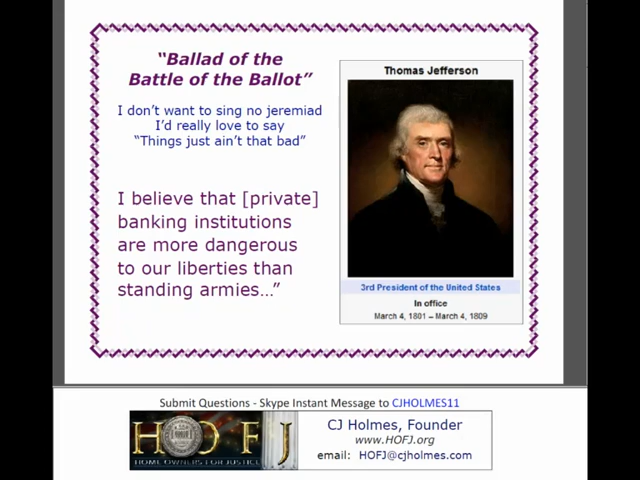 “Ballad of the
Battle of the Ballot”
I don’t want to sing no jeremiad
I’d really love to say
“Things just ain’t that bad”
I believe that [private]
banking institutions
are more dangerous
to our liberties than
standing armies…”
Thomas Jefferson
3rd President of the United States
In office
March 4, 1801 – March 4, 1809
Submit Questions - Skype Instant Message to CJHOLMES11
HOFJ
HOME OWNERS FOR JUSTICE
CJ Holmes, Founder
www.HOFJ.org
email: HOFJ@cjholmes.com